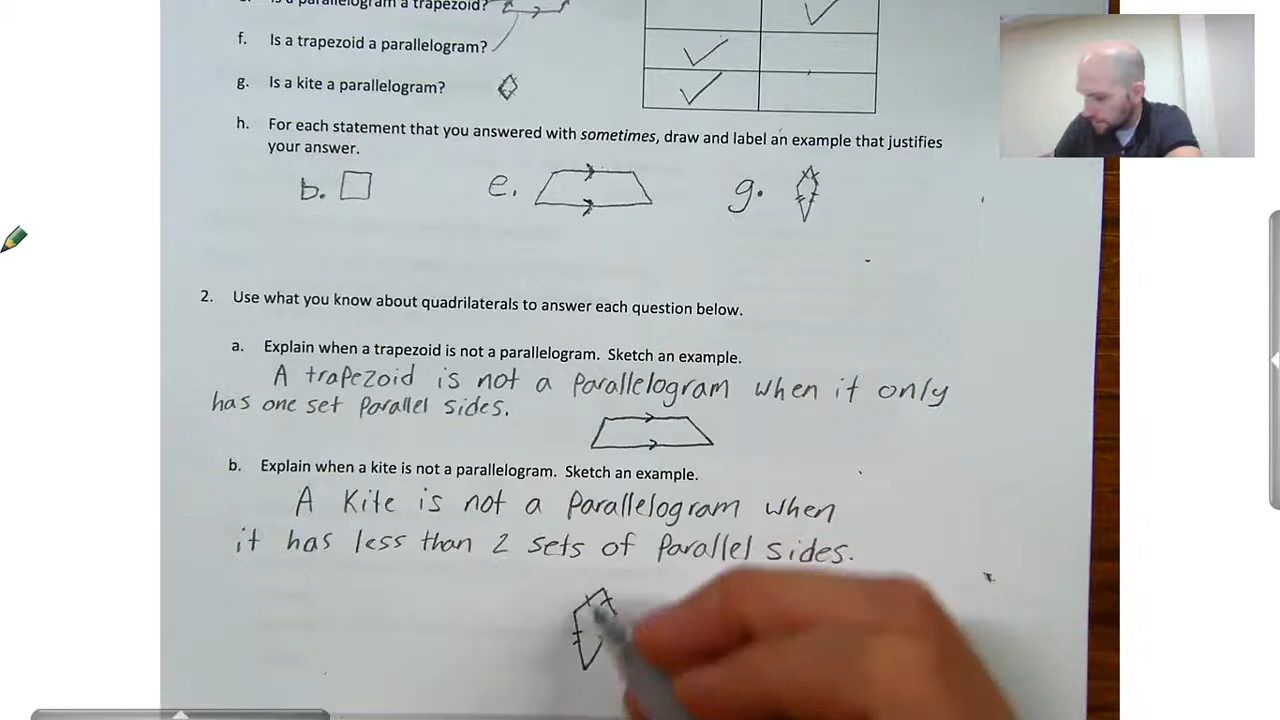 Is a parallelogram a trapezoid?
f. Is a trapezoid a parallelogram?
g. Is a kite a parallelogram?
h. For each statement that you answered with sometimes, draw and label an example that justifies
your answer.
b. e. g.
2. Use what you know about quadrilaterals to answer each question below.
a. Explain when a trapezoid is not a parallelogram. Sketch an example.
A trapezoid is not a parallelogram when it only
has one set parallel sides.
b. Explain when a kite is not a parallelogram. Sketch an example.
A Kite is not a Parallelogram when
it has less than 2 sets of parallel sides.